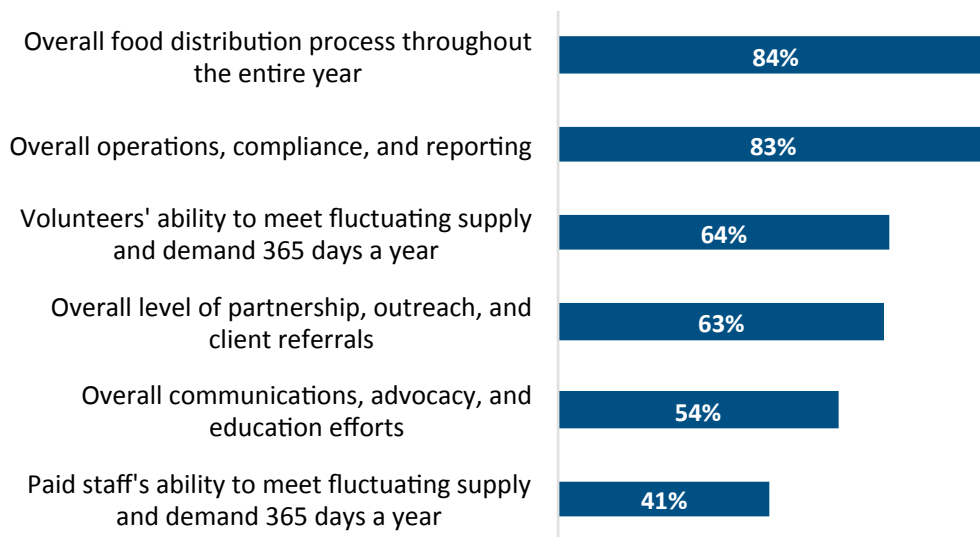 Overall food distribution process throughout
the entire year
84%
Overall operations, compliance, and reporting
83%
Volunteers' ability to meet fluctuating supply
and demand 365 days a year
64%
Overall level of partnership, outreach, and
client referrals
63%
Overall communications, advocacy, and
education efforts
54%
Paid staff's ability to meet fluctuating supply
and demand 365 days a year
41%